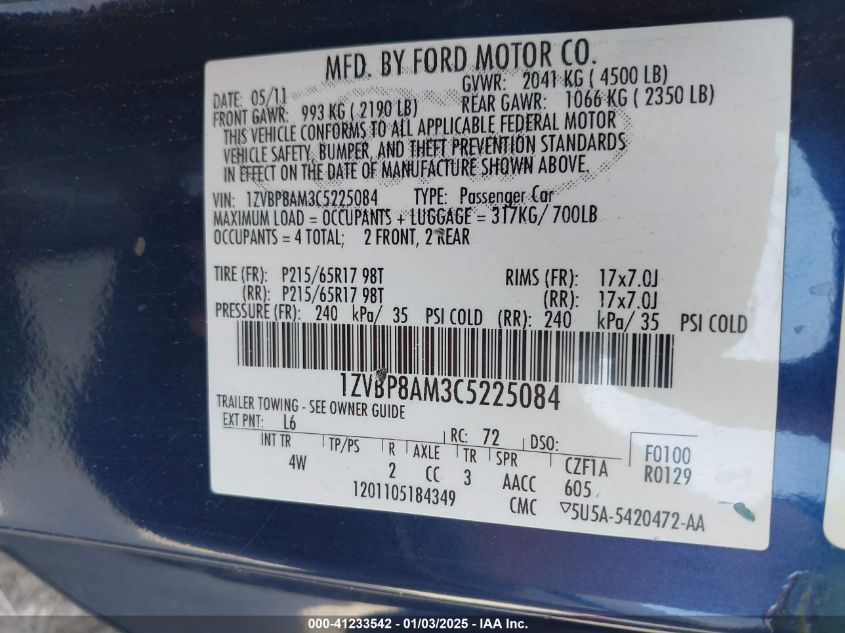 MFD. BY FORD MOTOR CO.
DATE: 05/11 GVWR: 2041 KG ( 4500 LB)
FRONT GAWR: 993 KG ( 2190 LB) REAR GAWR: 1066 KG ( 2350 LB)
THIS VEHICLE CONFORMS TO ALL APPLICABLE FEDERAL MOTOR
VEHICLE SAFETY, BUMPER, AND THEFT PREVENTION STANDARDS
IN EFFECT ON THE DATE OF MANUFACTURE SHOWN ABOVE.
VIN: 1ZVBP8AM3C5225084 TYPE: Passenger Car
MAXIMUM LOAD = OCCUPANTS + LUGGAGE = 317KG/ 700LB
OCCUPANTS = 4 TOTAL; 2 FRONT, 2 REAR
TIRE (FR): P215/65R17 98T RIMS (FR): 17x7.0J
(RR): P215/65R17 98T (RR): 17x7.0J
PRESSURE (FR): 240 kPa/ 35 PSI COLD (RR): 240 kPa/ 35 PSI COLD
1ZVBP8AM3C5225084
TRAILER TOWING - SEE OWNER GUIDE
EXT PNT: L6 RC: 72 DSO: F0100
INT TR TP/PS R AXLE TR SPR CZF1A R0129
4W 2 CC 3 AACC 605
1201105184349 CMC ▽5U5A-5420472-AA
000-41233542 - 01/03/2025 - IAAI.com